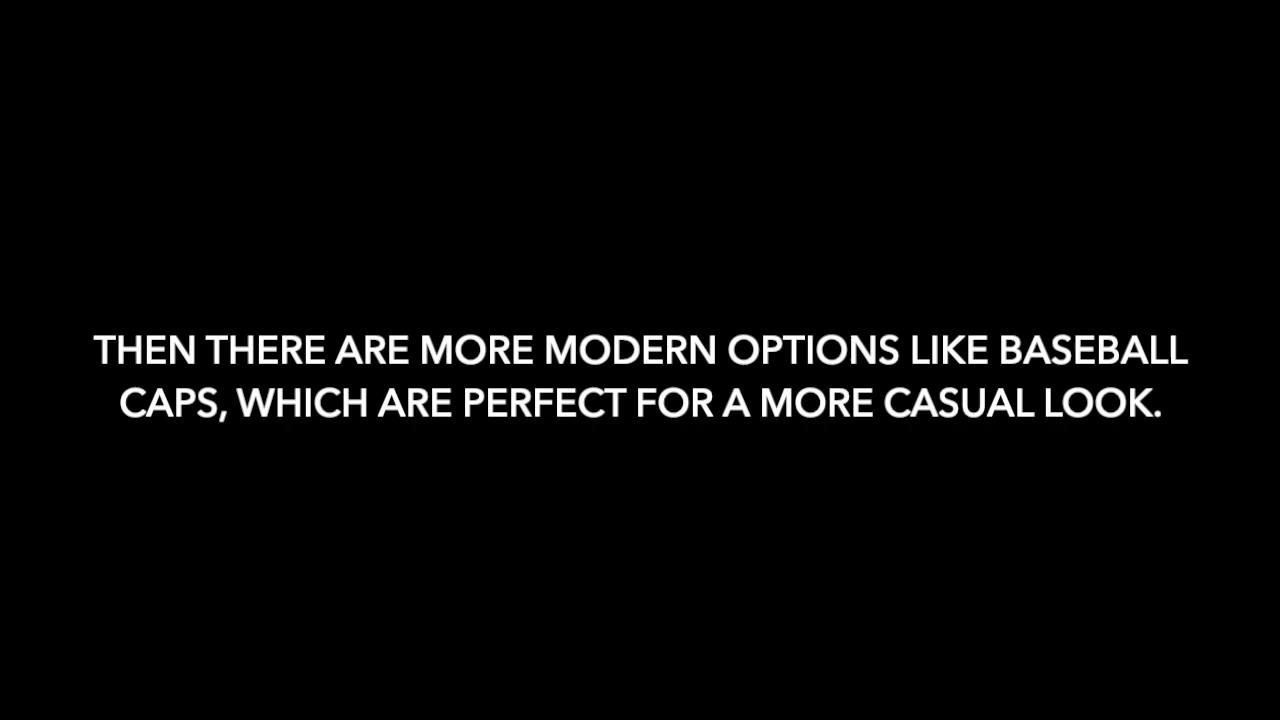 THEN THERE ARE MORE MODERN OPTIONS LIKE BASEBALL
CAPS, WHICH ARE PERFECT FOR A MORE CASUAL LOOK.